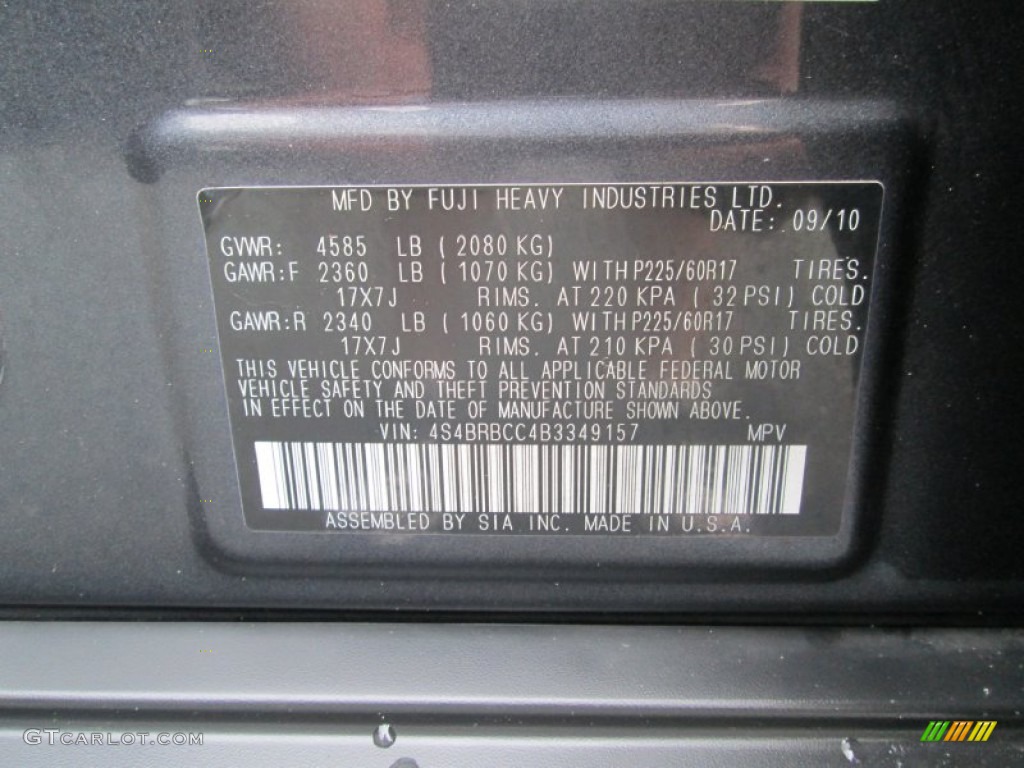 MFD BY FUJI HEAVY INDUSTRIES LTD.
DATE: 09/10
GVWR: 4585 LB ( 2080 KG)
GAWR:F 2360 LB ( 1070 KG) WITH P225/60R17 TIRES.
17X7J RIMS. AT 220 KPA ( 32 PSI) COLD
GAWR:R 2340 LB ( 1060 KG) WITH P225/60R17 TIRES.
17X7J RIMS. AT 210 KPA ( 30 PSI) COLD
THIS VEHICLE CONFORMS TO ALL APPLICABLE FEDERAL MOTOR
VEHICLE SAFETY AND THEFT PREVENTION STANDARDS
IN EFFECT ON THE DATE OF MANUFACTURE SHOWN ABOVE.
VIN: 4S4BRBCC4B3349157 MPV
ASSEMBLED BY SIA INC. MADE IN U.S.A.
GTCARLOT.COM